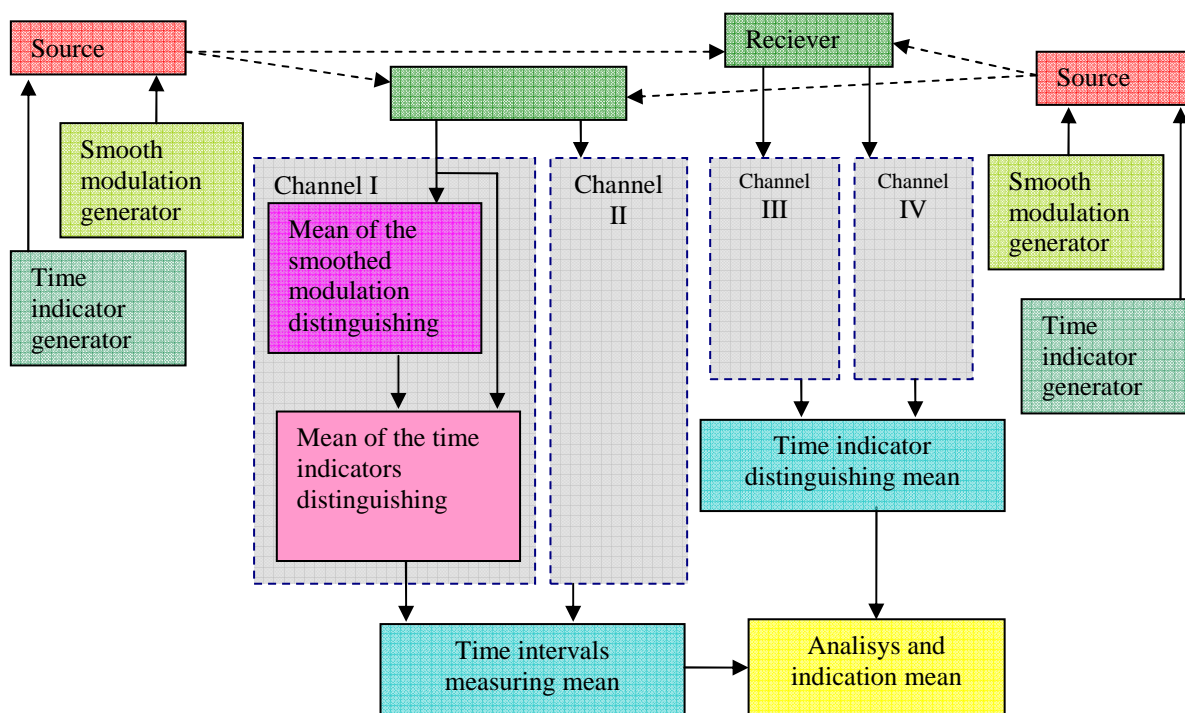 Source
Reciever
Source
Smooth
modulation
generator
Time
indicator
generator
Channel I
Mean of the
smoothed
modulation
distinguishing
Mean of the time
indicators
distinguishing
Channel
II
Channel
III
Channel
IV
Smooth
modulation
generator
Time
indicator
generator
Time indicator
distinguishing mean
Time intervals
measuring mean
Analisys and
indication mean